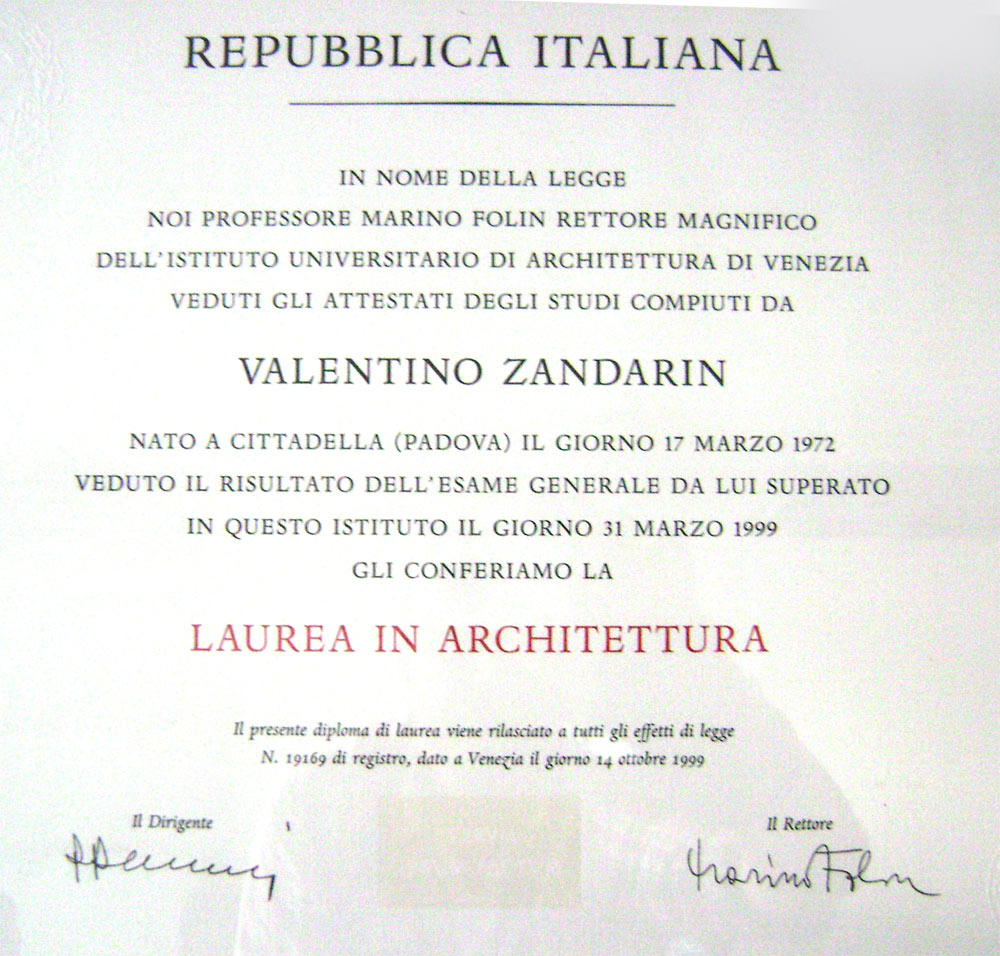 REPUBBLICA ITALIANA
IN NOME DELLA LEGGE
NOI PROFESSORE MARINO FOLIN RETTORE MAGNIFICO
DELL'ISTITUTO UNIVERSITARIO DI ARCHITETTURA DI VENEZIA
VEDUTI GLI ATTESTATI DEGLI STUDI COMPIUTI DA
VALENTINO ZANDARIN
NATO A CITTADELLA (PADOVA) IL GIORNO 17 MARZO 1972
VEDUTO IL RISULTATO DELL'ESAME GENERALE DA LUI SUPERATO
IN QUESTO ISTITUTO IL GIORNO 31 MARZO 1999
GLI CONFERIAMO LA
LAUREA IN ARCHITETTURA
Il presente diploma di laurea viene rilasciato a tutti gli effetti di legge
N. 19169 di registro, dato a Venezia il giorno 14 ottobre 1999
Il Dirigente
Il Rettore
Marino Folin